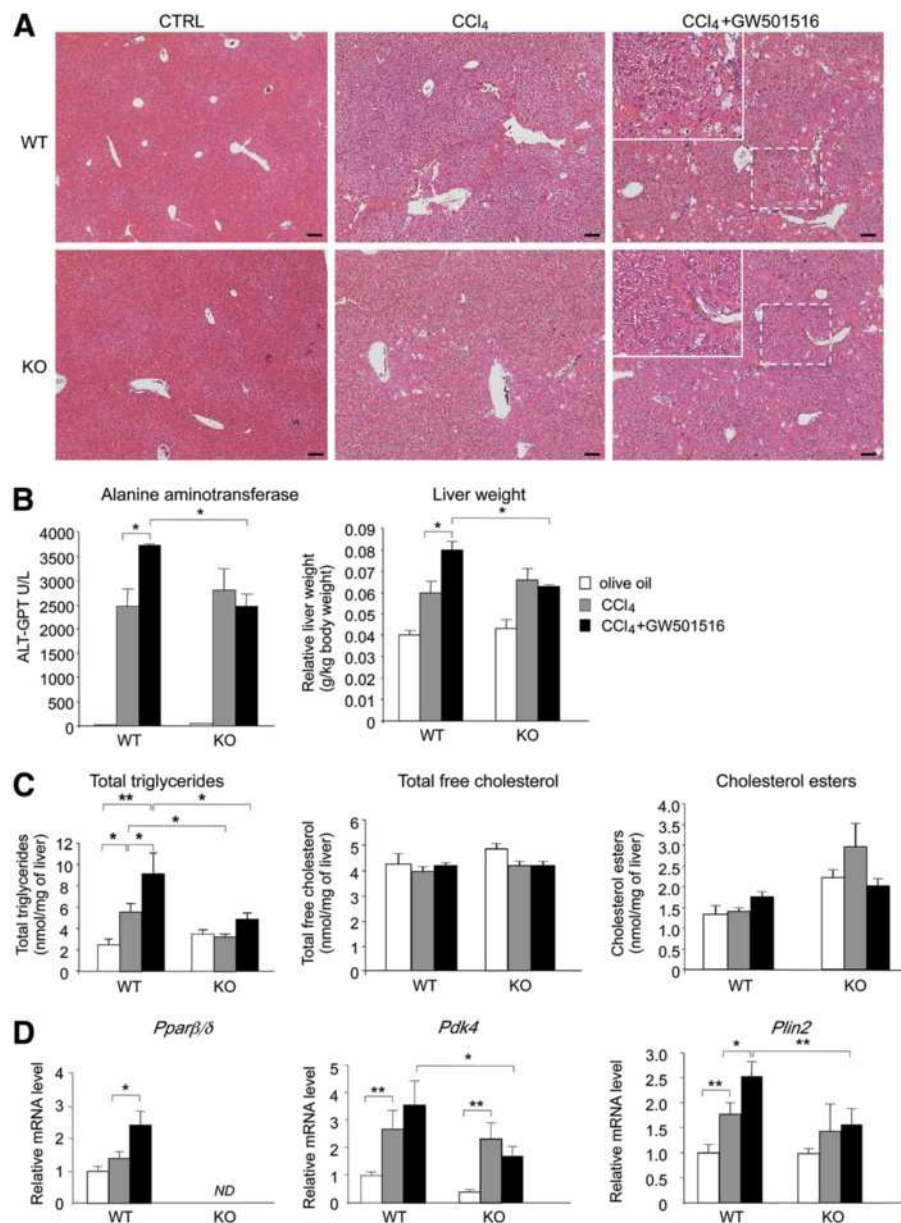 A
CTRL
CCl4
CCl4+GW501516
WT
KO
B
Alanine aminotransferase
ALT-GPT U/L
4000
3500
3000
2500
2000
1500
1000
500
0
*
*
WT
KO
Liver weight
Relative liver weight
(g/kg body weight)
0.09
0.08
0.07
0.06
0.05
0.04
0.03
0.02
0.01
0
*
*
WT
KO
olive oil
CCl4
CCl4+GW501516
C
Total triglycerides
Total triglycerides
(nmol/mg of liver)
12
10
8
6
4
2
0
**
*
*
*
*
WT
KO
Total free cholesterol
Total free cholesterol
(nmol/mg of liver)
6
5
4
3
2
1
0
WT
KO
Cholesterol esters
Cholesterol esters
(nmol/mg of liver)
4.0
3.5
3.0
2.5
2.0
1.5
1.0
1.5
0
WT
KO
D
Pparβ/δ
Relative mRNA level
5
4
3
2
1
0
*
ND
WT
KO
Pdk4
Relative mRNA level
5
4
3
2
1
0
**
**
*
WT
KO
Plin2
Relative mRNA level
3.0
2.5
2.0
1.5
1.0
0.5
0
**
*
**
WT
KO